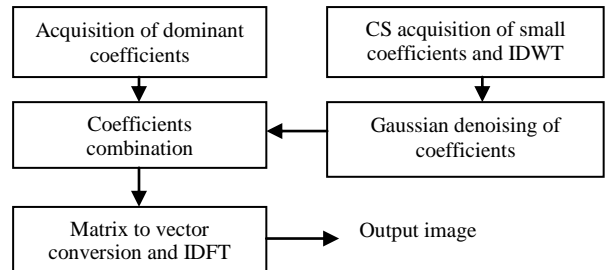 Acquisition of dominant
coefficients
CS acquisition of small
coefficients and IDWT
Coefficients
combination
Gaussian denoising of
coefficients
Matrix to vector
conversion and IDFT
Output image